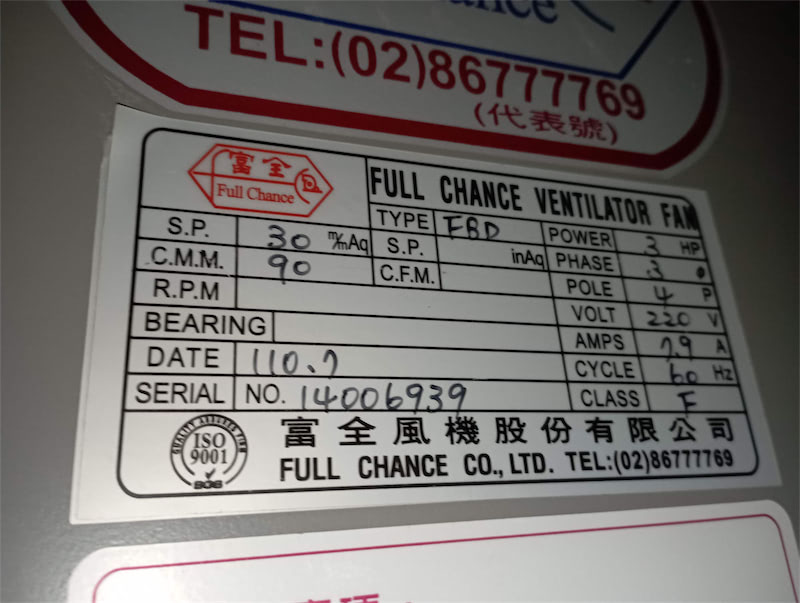 TEL:(02)86777769
(代表號)
富全
Full Chance
FULL CHANCE VENTILATOR FAN
S.P. 30 m/mAq TYPE FBD POWER 3 HP
C.M.M. 90 S.P. inAq PHASE 3 ø
R.P.M C.F.M. POLE 4 P
BEARING VOLT 220 V
DATE 110.7 AMPS 7.9 A
SERIAL NO. 14006939 CYCLE 60 Hz
CLASS F
QUALITY ASSURED FIRM
ISO
9001
SGS
富全風機股份有限公司
FULL CHANCE CO., LTD. TEL:(02)86777769